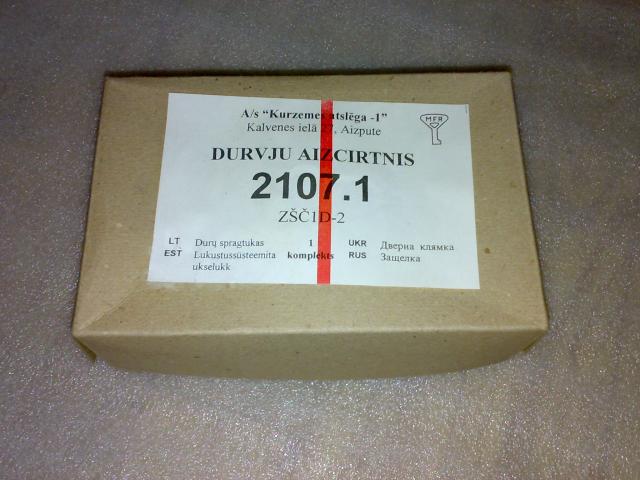 A/s “Kurzemes atslēga -1”
Kalvenes ielā 27, Aizpute
MFR
DURVJU AIZCIRTNIS
2107.1
ZŠČ1D-2
LT Durų spragtukas 1 UKR Дверна клямка
EST Lukustussüsteemita komplekts RUS Защелка
ukselukk